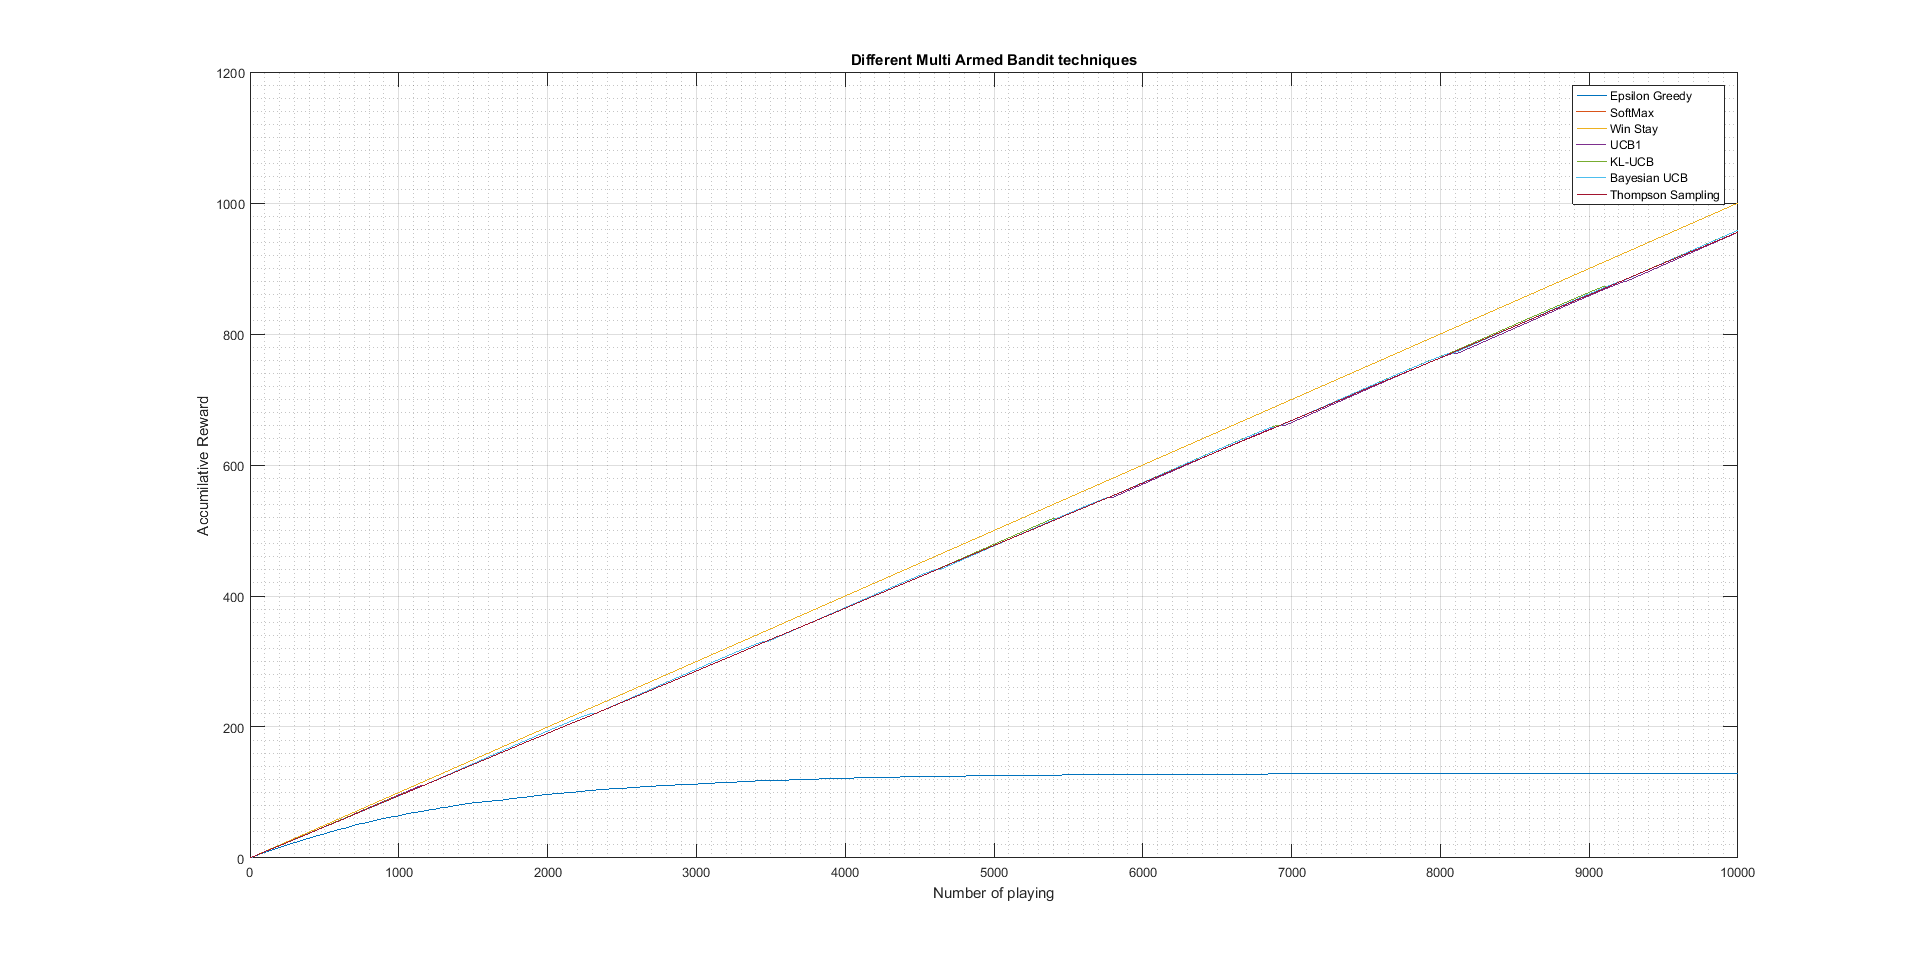 Different Multi Armed Bandit techniques
1200
1000
800
600
400
200
0
Accumilative Reward
Epsilon Greedy
SoftMax
Win Stay
UCB1
KL-UCB
Bayesian UCB
Thompson Sampling
0 1000 2000 3000 4000 5000 6000 7000 8000 9000 10000
Number of playing